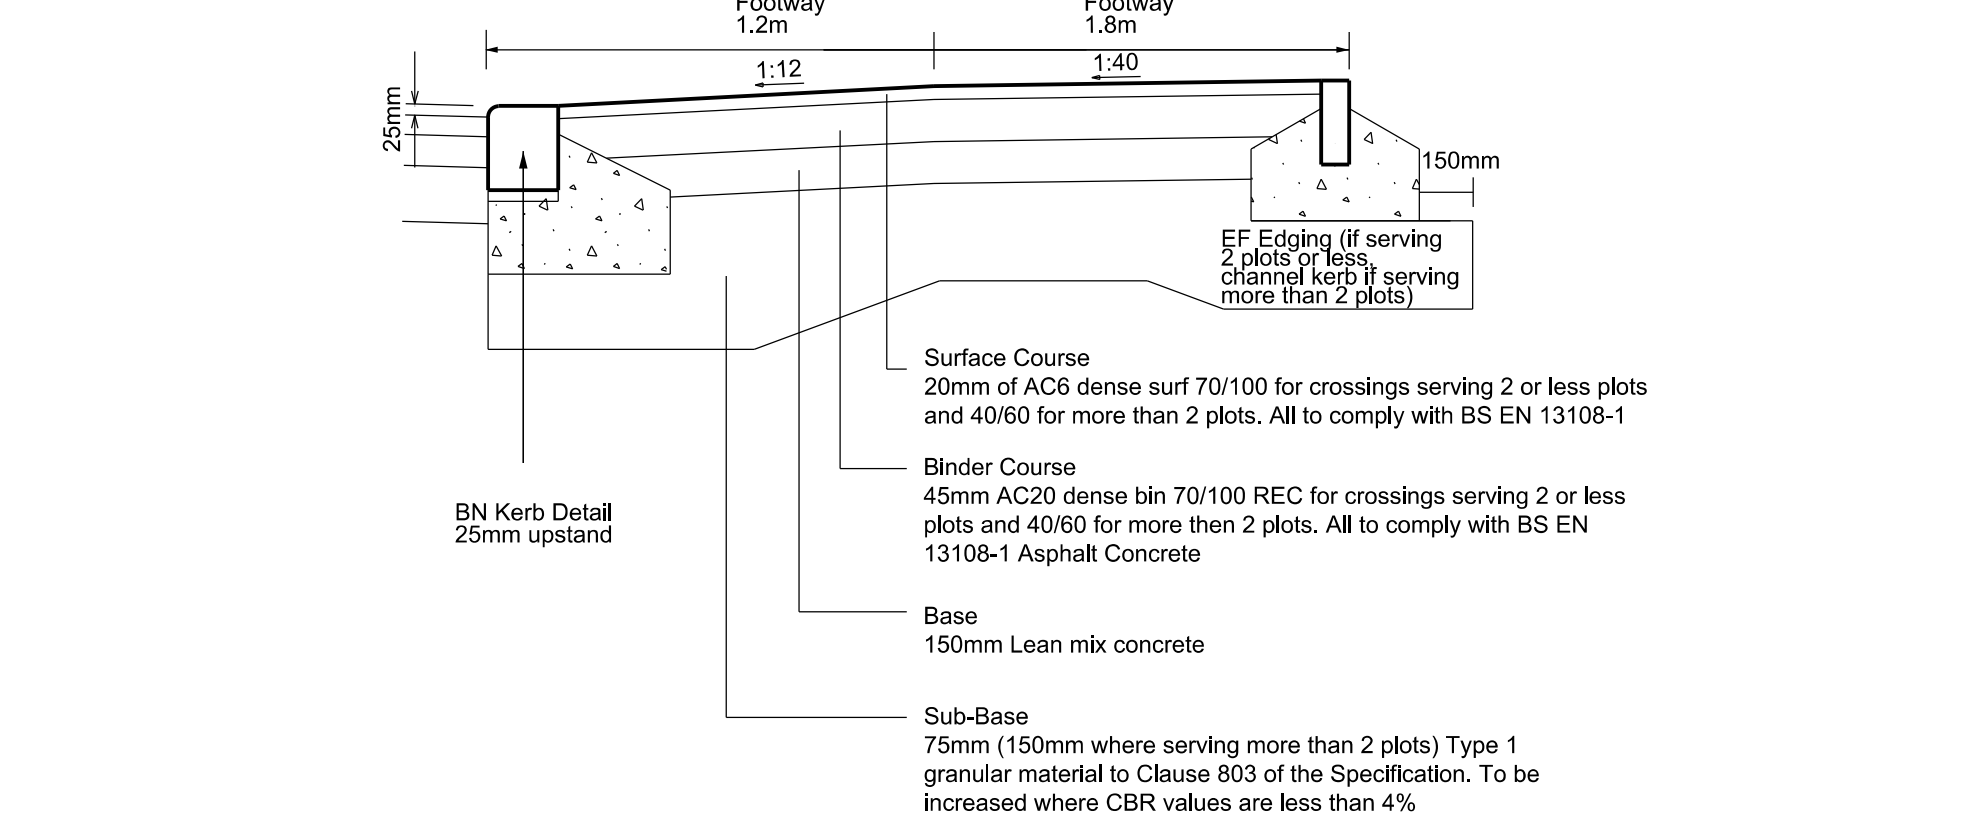 Footway
1.2m
Footway
1.8m
1:12
1:40
25mm
150mm
EF Edging (if serving
2 plots or less,
channel kerb if serving
more than 2 plots)
Surface Course
20mm of AC6 dense surf 70/100 for crossings serving 2 or less plots
and 40/60 for more than 2 plots. All to comply with BS EN 13108-1
Binder Course
45mm AC20 dense bin 70/100 REC for crossings serving 2 or less
plots and 40/60 for more then 2 plots. All to comply with BS EN
13108-1 Asphalt Concrete
BN Kerb Detail
25mm upstand
Base
150mm Lean mix concrete
Sub-Base
75mm (150mm where serving more than 2 plots) Type 1
granular material to Clause 803 of the Specification. To be
increased where CBR values are less than 4%